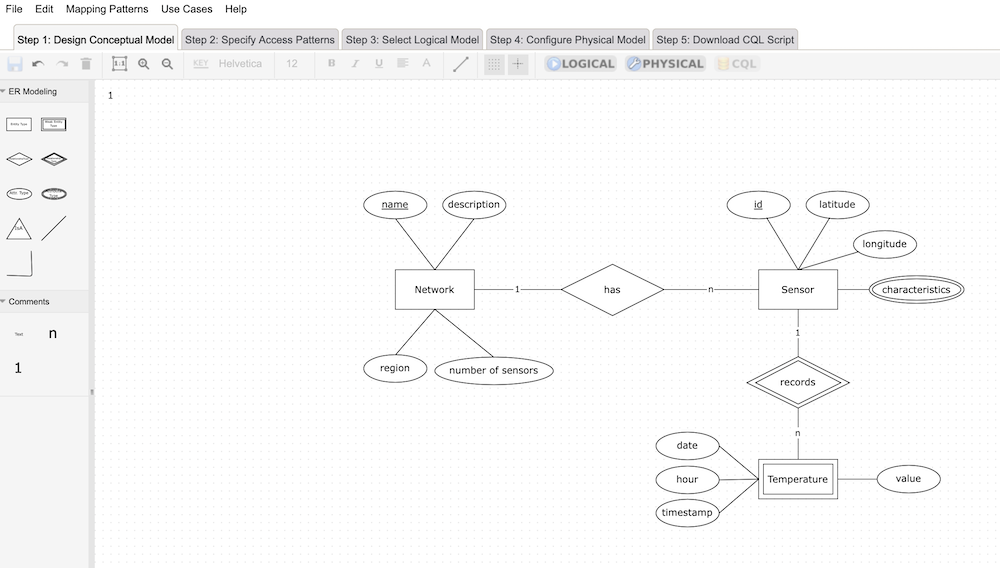 File Edit Mapping Patterns Use Cases Help
Step 1: Design Conceptual Model Step 2: Specify Access Patterns Step 3: Select Logical Model Step 4: Configure Physical Model Step 5: Download CQL Script
1:1 KEY Helvetica 12 B I U A LOGICAL PHYSICAL CQL
ER Modeling
1
Entity Type Weak Entity Type
Attr. Type
IsA
Comments
Text n
1
name description id latitude
longitude
Network 1 has n Sensor characteristics
region number of sensors
1
records
n
date
hour Temperature value
timestamp